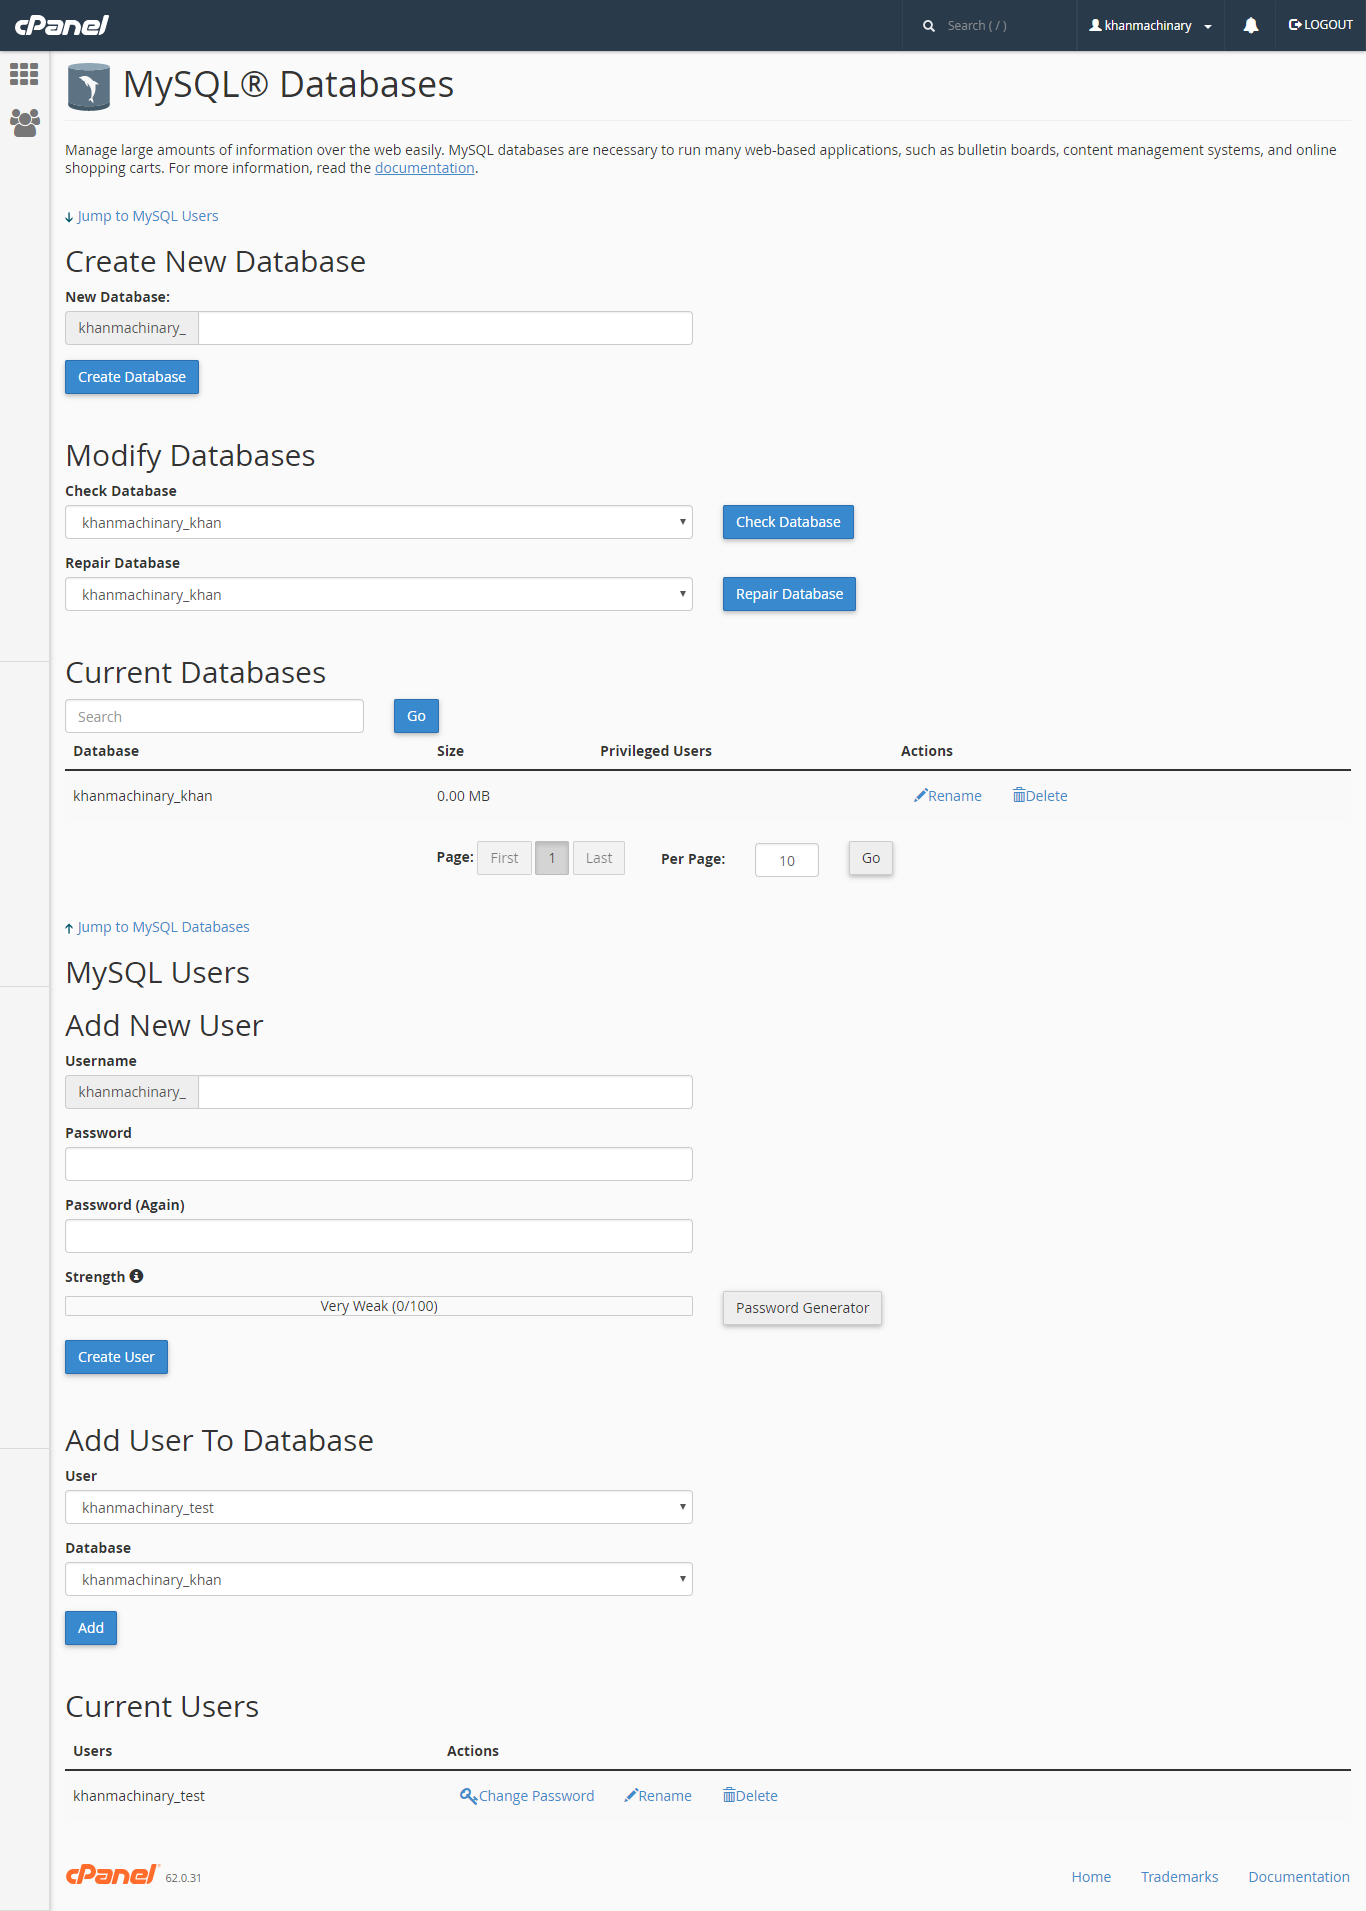 cPanel
Search ( / )
khanmachinary
LOGOUT
MySQL® Databases
Manage large amounts of information over the web easily. MySQL databases are necessary to run many web-based applications, such as bulletin boards, content management systems, and online
shopping carts. For more information, read the documentation.
Jump to MySQL Users
Create New Database
New Database:
khanmachinary_
Create Database
Modify Databases
Check Database
khanmachinary_khan
Check Database
Repair Database
khanmachinary_khan
Repair Database
Current Databases
Search
Go
Database Size Privileged Users Actions
khanmachinary_khan 0.00 MB Rename Delete
Page: First 1 Last Per Page: 10 Go
Jump to MySQL Databases
MySQL Users
Add New User
Username
khanmachinary_
Password
Password (Again)
Strength
Very Weak (0/100)
Password Generator
Create User
Add User To Database
User
khanmachinary_test
Database
khanmachinary_khan
Add
Current Users
Users Actions
khanmachinary_test Change Password Rename Delete
cPanel 62.0.31 Home Trademarks Documentation